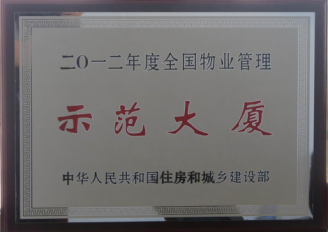 二〇一二年度全国物业管理
示范大厦
中华人民共和国住房和城乡建设部